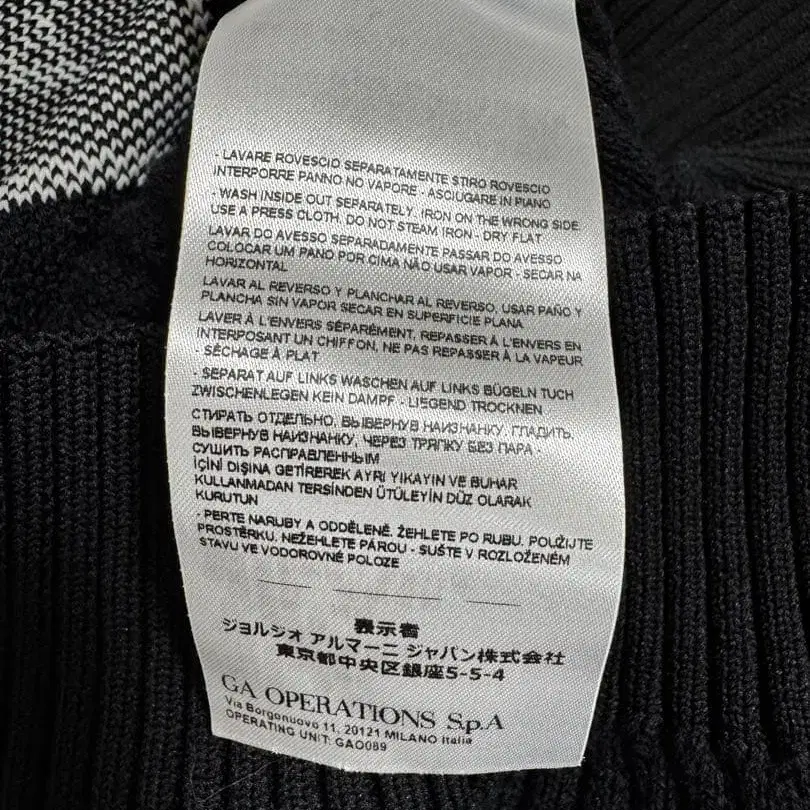 - LAVARE ROVESCIO SEPARATAMENTE STIRO ROVESCIO
INTERPORRE PANNO NO VAPORE - ASCIUGARE IN PIANO
- WASH INSIDE OUT SEPARATELY. IRON ON THE WRONG SIDE.
USE A PRESS CLOTH. DO NOT STEAM IRON - DRY FLAT
LAVAR DO AVESSO SEPARADAMENTE PASSAR DO AVESSO
COLOCAR UM PANO POR CIMA NÃO USAR VAPOR - SECAR NA
HORIZONTAL
LAVAR AL REVERSO Y PLANCHAR AL REVERSO, USAR PAÑO Y
PLANCHA SIN VAPOR SECAR EN SUPERFICIE PLANA
LAVER À L'ENVERS SÉPARÉMENT, REPASSER À L'ENVERS EN
INTERPOSANT UN CHIFFON, NE PAS REPASSER À LA VAPEUR
- SÉCHAGE À PLAT
- SEPARAT AUF LINKS WASCHEN AUF LINKS BÜGELN TUCH
ZWISCHENLEGEN KEIN DAMPF - LIEGEND TROCKNEN
СТИРАТЬ ОТДЕЛЬНО, ВЫВЕРНУВ НАИЗНАНКУ, ГЛАДИТЬ,
ВЫВЕРНУВ НАИЗНАНКУ, ЧЕРЕЗ ТРЯПКУ БЕЗ ПАРА -
СУШИТЬ РАСПРАВЛЕННЫМ
İÇİNİ DIŞINA GETİREREK AYRI YIKAYIN VE BUHAR
KULLANMADAN TERSİNDEN ÜTÜLEYİN DÜZ OLARAK
KURUTUN
- PERTE NARUBY A ODDĚLENĚ. ŽEHLETE PO RUBU. POUŽIJTE
PROSTĚRKU. NEŽEHLETE PÁROU - SUŠTE V ROZLOŽENÉM
STAVU VE VODOROVNÉ POLOZE
表示者
ジョルジオ アルマーニ ジャパン株式会社
東京都中央区銀座5-5-4
GA OPERATIONS S.p.A
Via Borgonuovo 11, 20121 MILANO Italia
OPERATING UNIT: GAO089